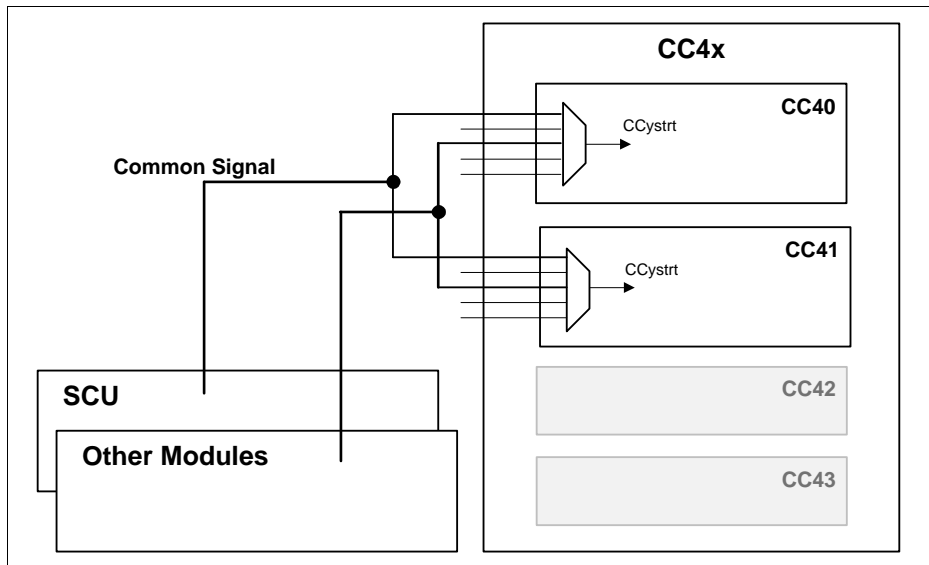 CC4x
CC40
CCystrt
Common Signal
CC41
CCystrt
SCU
CC42
Other Modules
CC43